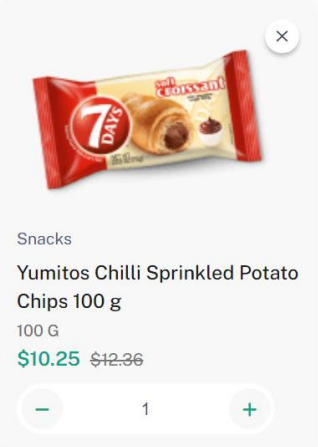 7
DAYS
soft
CROISSANT
Snacks
Yumitos Chilli Sprinkled Potato
Chips 100 g
100 G
$10.25 $12.36
− 1 +